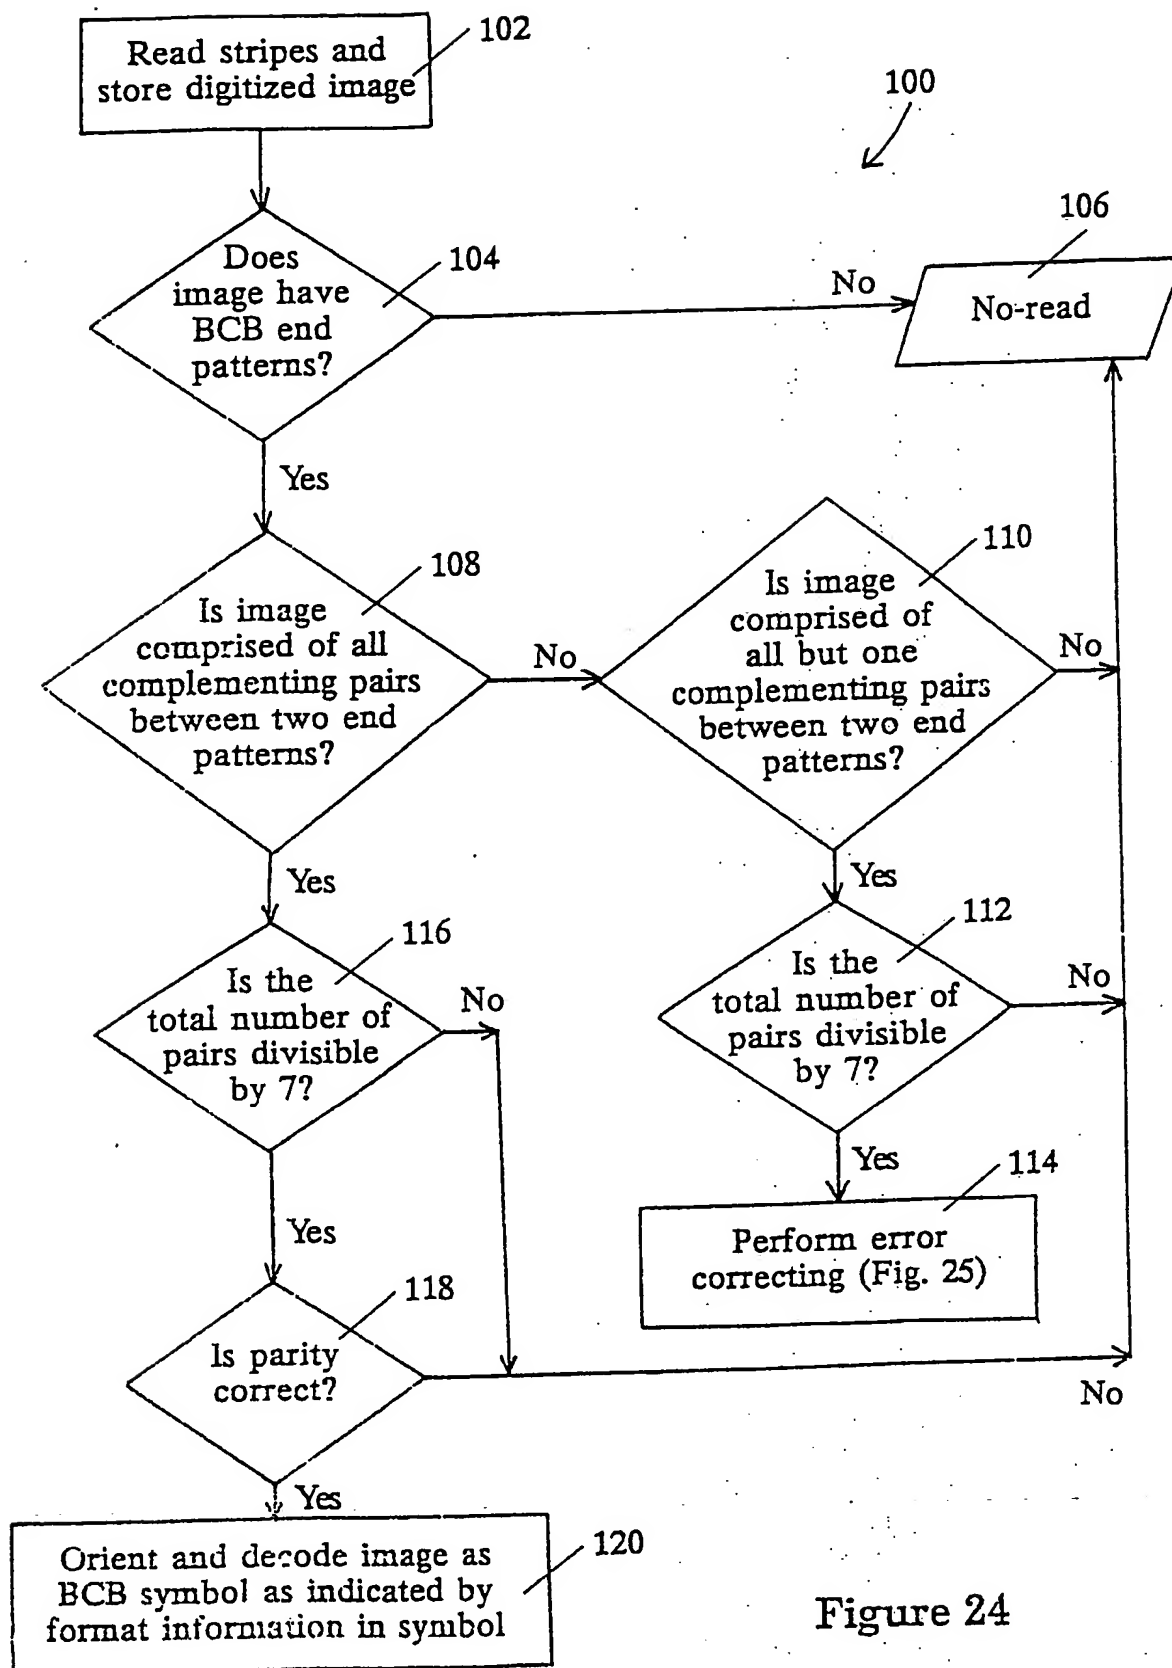 Read stripes and
store digitized image
102
100
Does
image have
BCB end
patterns?
104
No
106
No-read
Yes
Is image
comprised of all
complementing pairs
between two end
patterns?
108
No
Is image
comprised of
all but one
complementing pairs
between two end
patterns?
110
No
Yes
Yes
Is the
total number of
pairs divisible
by 7?
116
No
Is the
total number of
pairs divisible
by 7?
112
No
Yes
Yes
Perform error
correcting (Fig. 25)
114
Is parity
correct?
118
No
Yes
Orient and decode image as
BCB symbol as indicated by
format information in symbol
120
Figure 24